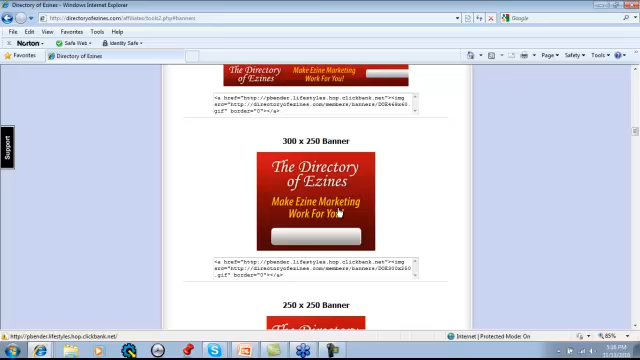 Directory of Ezines - Windows Internet Explorer
http://directoryofezines.com/affiliates/tools2.php#banners
Google
File Edit View Favorites Tools Help
Norton Safe Web Identity Safe
Favorites Directory of Ezines
Page Safety Tools
The Directory of Ezines
Make Ezine Marketing Work For You!
<a href="http://pbender.lifestyles.hop.clickbank.net"><img
src="http://directoryofezines.com/members/banners/DOE468x60.
gif" border="0"></a>
Support
300 x 250 Banner
The Directory
of Ezines
Make Ezine Marketing
Work For You!
<a href="http://pbender.lifestyles.hop.clickbank.net"><img
src="http://directoryofezines.com/members/banners/DOE300x250
.gif" border="0"></a>
250 x 250 Banner
The Directory
http://pbender.lifestyles.hop.clickbank.net/
Internet | Protected Mode: On
85%